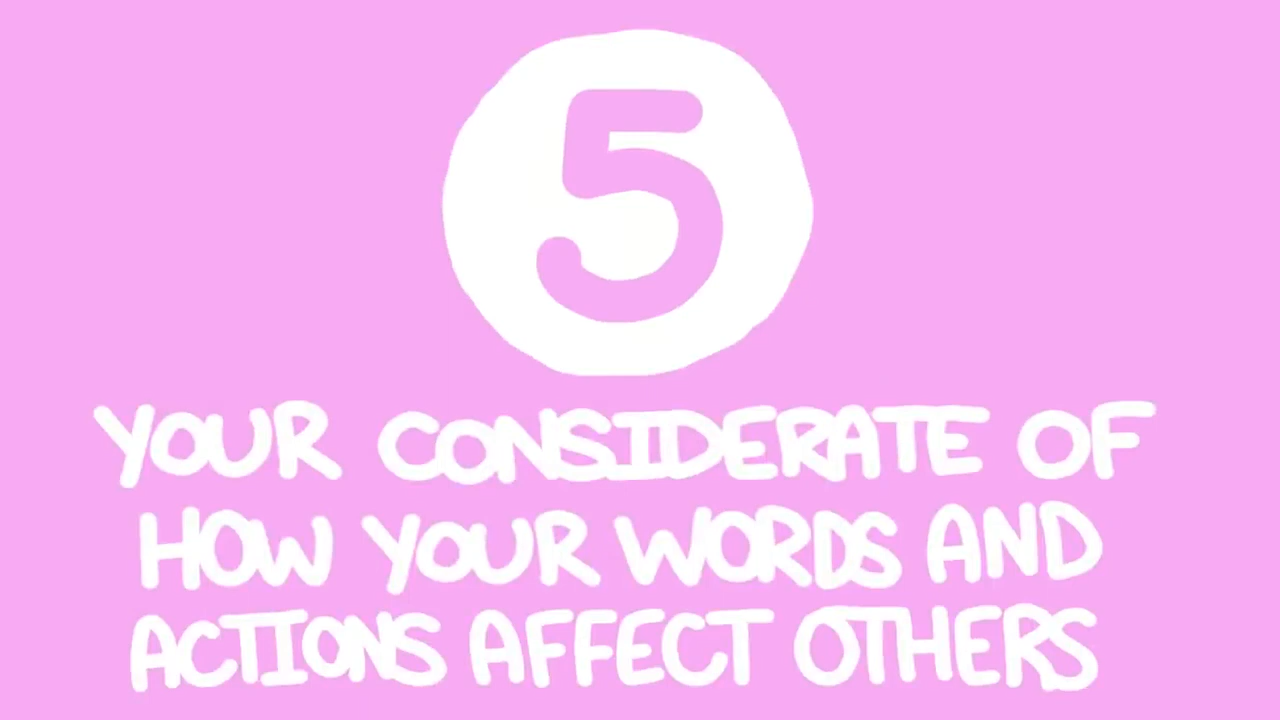 5
YOUR CONSIDERATE OF
HOW YOUR WORDS AND
ACTIONS AFFECT OTHERS